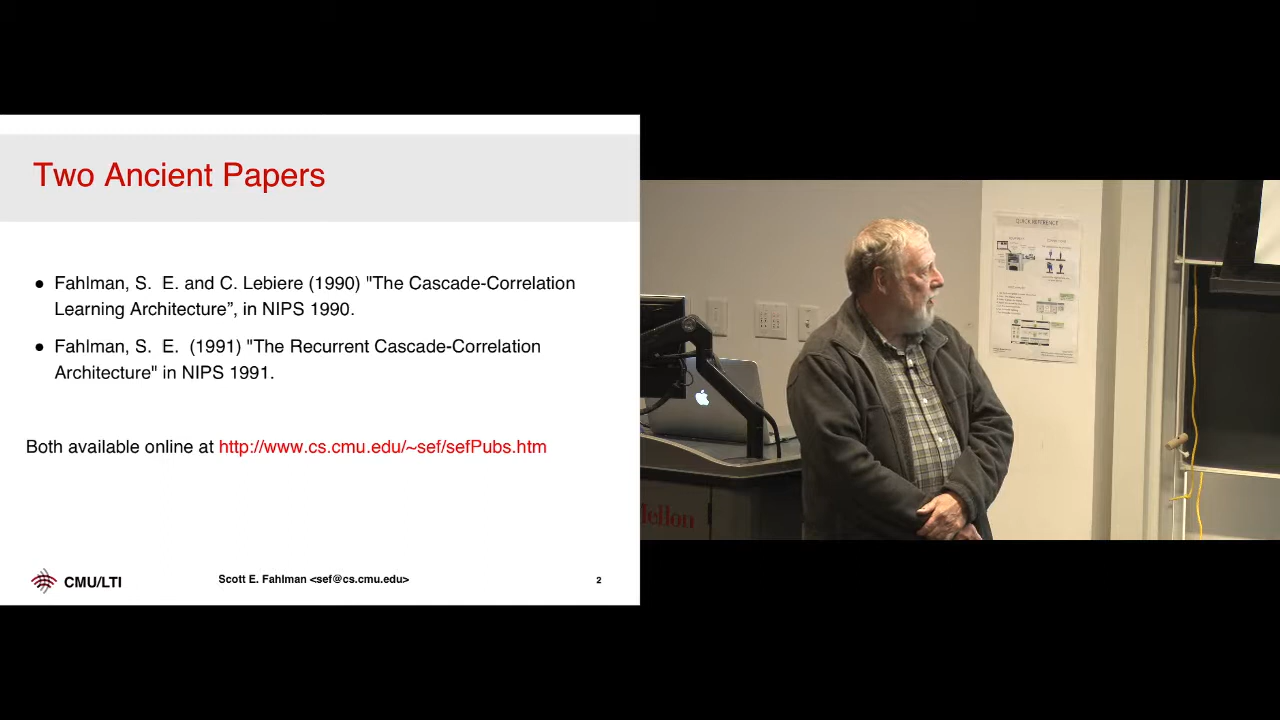 Two Ancient Papers
● Fahlman, S. E. and C. Lebiere (1990) "The Cascade-Correlation
Learning Architecture”, in NIPS 1990.
● Fahlman, S. E. (1991) "The Recurrent Cascade-Correlation
Architecture" in NIPS 1991.
Both available online at http://www.cs.cmu.edu/~sef/sefPubs.htm
CMU/LTI
Scott E. Fahlman <sef@cs.cmu.edu>
2
QUICK REFERENCE